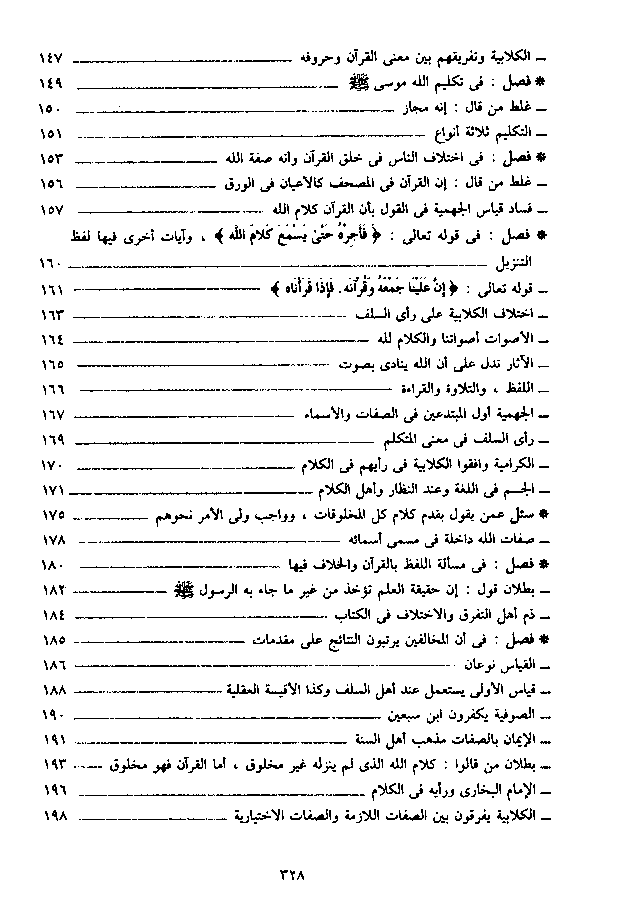 ـ الكلابية وتفريقهم بين معنى القرآن وحروفه ١٤٧
* فصل : فى تكليم الله موسى ﷺ ١٤٩
ـ غلط من قال : إنه مجاز ١٥٠
ـ التكليم ثلاثة أنواع ١٥١
* فصل : فى اختلاف الناس فى خلق القرآن وأنه صفة الله ١٥٣
ـ غلط من قال : إن القرآن فى المصحف كالأعيان فى الورق ١٥٦
ـ فساد قياس الجهمية فى القول بأن القرآن كلام الله ١٥٧
* فصل : فى قوله تعالى : ﴿ فَأَجِرْهُ حَتَّىٰ يَسْمَعَ كَلَامَ اللَّهِ ﴾ ، وآيات أخرى فيها لفظ
التنزيل ١٦٠
ـ قوله تعالى : ﴿ إِنَّ عَلَيْنَا جَمْعَهُ وَقُرْآنَه. فَإِذَا قَرَأْنَاه ﴾ ١٦١
ـ اختلاف الكلابية على رأى السلف ١٦٣
ـ الأصوات أصواتنا والكلام لله ١٦٤
ـ الآثار تدل على أن الله ينادى بصوت ١٦٥
ـ اللفظ ، والتلاوة والقراءة ١٦٦
ـ الجهمية أول المبتدعين فى الصفات والأسماء ١٦٧
ـ رأى السلف فى معنى المتكلم ١٦٩
ـ الكرامية وافقوا الكلابية فى رأيهم فى الكلام ١٧٠
ـ الجسم فى اللغة وعند النظار وأهل الكلام ١٧١
* سئل عمن يقول بقدم كلام كل المخلوقات ، وواجب ولى الأمر نحوهم ١٧٥
ـ صفات الله داخلة فى مسمى أسمائه ١٧٨
* فصل : فى مسألة اللفظ بالقرآن والخلاف فيها ١٨٠
ـ بطلان قول : إن حقيقة العلم تؤخذ من غير ما جاء به الرسول ﷺ ١٨٢
ـ ذم أهل التفرق والاختلاف فى الكتاب ١٨٤
* فصل : فى أن المخالفين يرتبون النتائج على مقدمات ١٨٥
ـ القياس نوعان ١٨٦
ـ قياس الأولى يستعمل عند أهل السلف وكذا الأقيسة العقلية ١٨٨
ـ الصوفية يكفرون ابن سبعين ١٩٠
ـ الإيمان بالصفات مذهب أهل السنة ١٩١
ـ بطلان من قالوا : كلام الله الذى لم ينزله غير مخلوق ، أما القرآن فهو مخلوق ١٩٣
ـ الإمام البخارى ورأيه فى الكلام ١٩٦
ـ الكلابية يفرقون بين الصفات اللازمة والصفات الاختيارية ١٩٨
٣٢٨